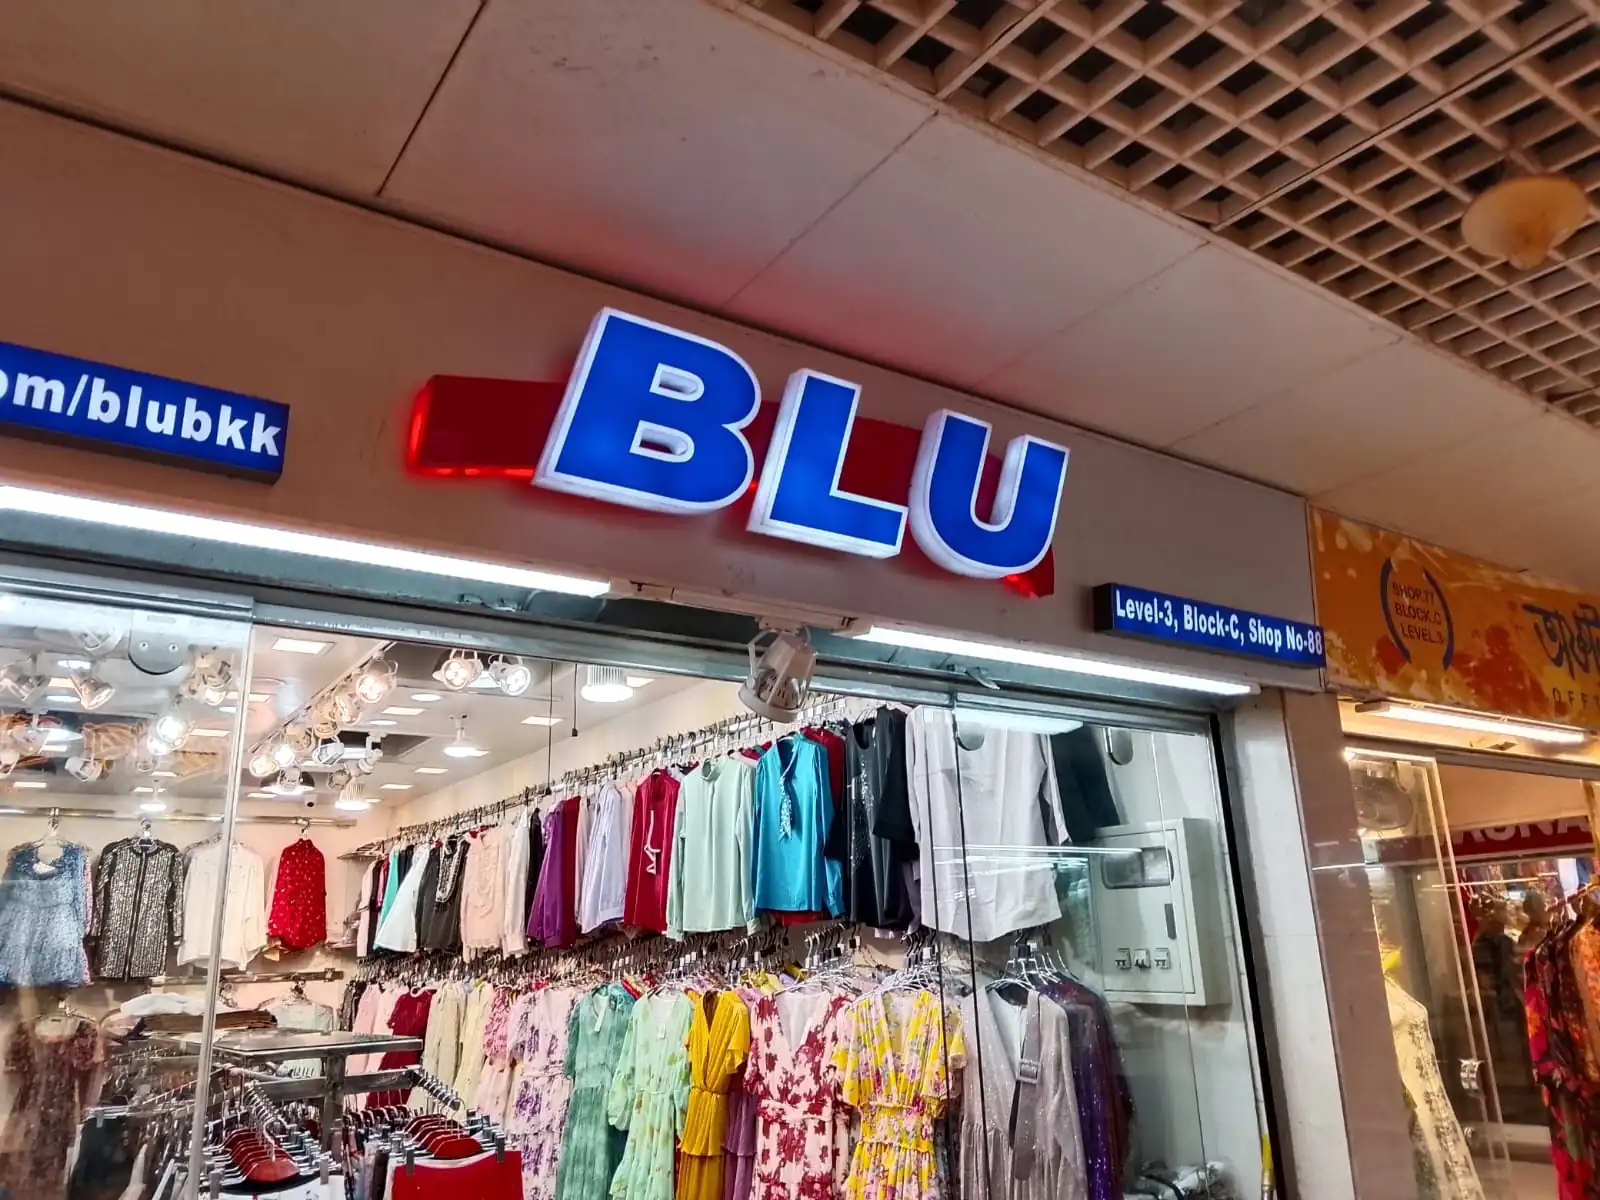 om/blubkk
BLU
Level-3, Block-C, Shop No-88
SHOP.77
BLOCK.C
LEVEL.3